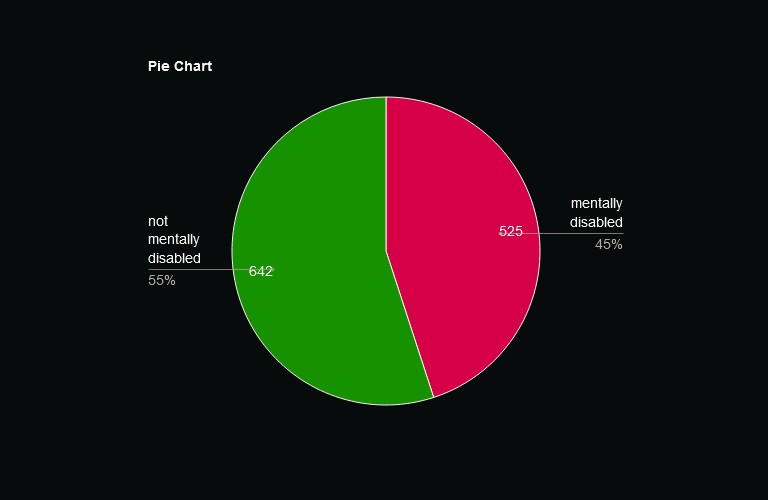 Pie Chart
mentally
disabled
525
45%
not
mentally
disabled
642
55%